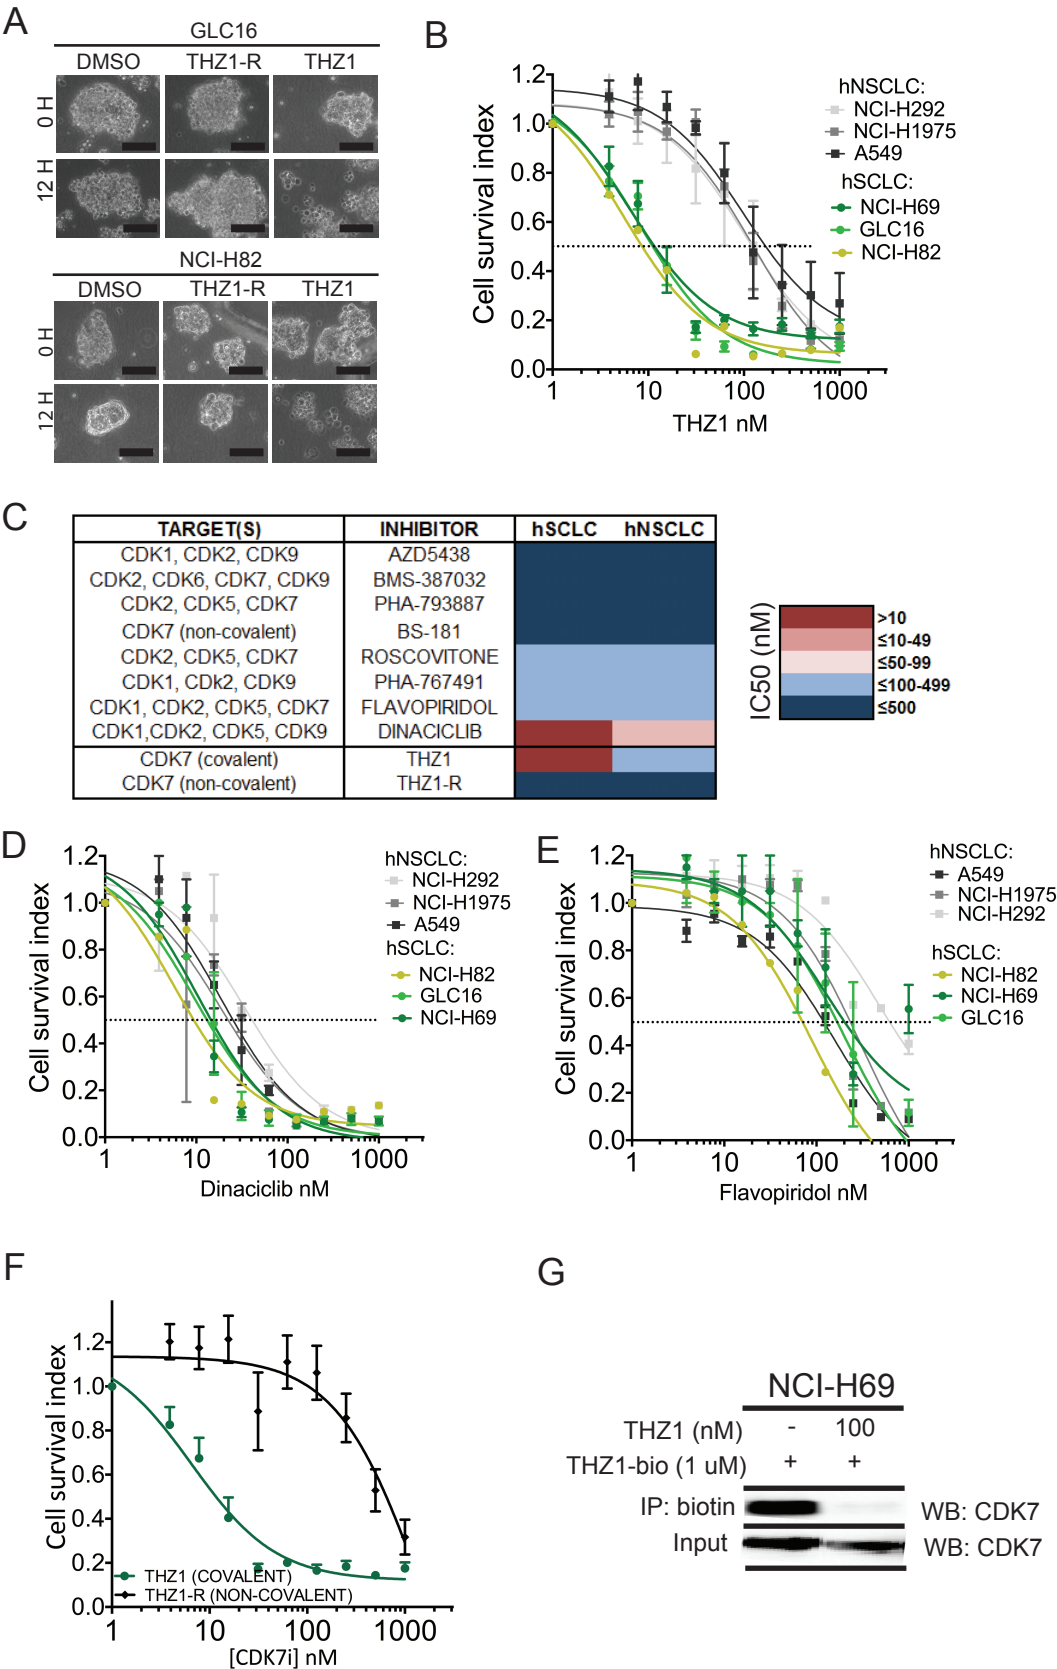 A
GLC16
DMSO THZ1-R THZ1
0 H
12 H
NCI-H82
DMSO THZ1-R THZ1
0 H
12 H
B
Cell survival index
1.2
1.0
0.8
0.6
0.4
0.2
0.0
1 10 100 1000
THZ1 nM
hNSCLC:
NCI-H292
NCI-H1975
A549
hSCLC:
NCI-H69
GLC16
NCI-H82
C
TARGET(S) INHIBITOR hSCLC hNSCLC
CDK1, CDK2, CDK9 AZD5438
CDK2, CDK6, CDK7, CDK9 BMS-387032
CDK2, CDK5, CDK7 PHA-793887
CDK7 (non-covalent) BS-181
CDK2, CDK5, CDK7 ROSCOVITONE
CDK1, CDk2, CDK9 PHA-767491
CDK1, CDK2, CDK5, CDK7 FLAVOPIRIDOL
CDK1,CDK2, CDK5, CDK9 DINACICLIB
CDK7 (covalent) THZ1
CDK7 (non-covalent) THZ1-R
IC50 (nM)
>10
≤10-49
≤50-99
≤100-499
≤500
D
Cell survival index
1.2
1.0
0.8
0.6
0.4
0.2
0.0
1 10 100 1000
Dinaciclib nM
hNSCLC:
NCI-H292
NCI-H1975
A549
hSCLC:
NCI-H82
GLC16
NCI-H69
E
Cell survival index
1.2
1.0
0.8
0.6
0.4
0.2
0.0
1 10 100 1000
Flavopiridol nM
hNSCLC:
A549
NCI-H1975
NCI-H292
hSCLC:
NCI-H82
NCI-H69
GLC16
F
Cell survival index
1.2
1.0
0.8
0.6
0.4
0.2
0.0
THZ1 (COVALENT)
THZ1-R (NON-COVALENT)
1 10 100 1000
[CDK7i] nM
G
NCI-H69
THZ1 (nM) - 100
THZ1-bio (1 uM) + +
IP: biotin WB: CDK7
Input WB: CDK7